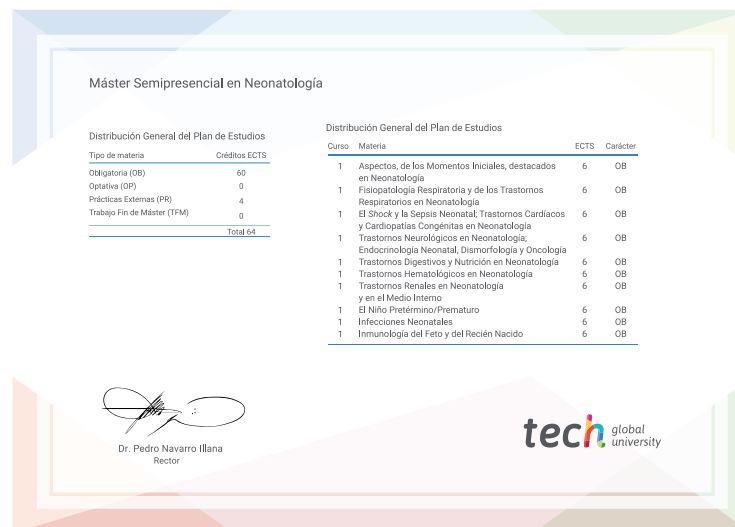 Máster Semipresencial en Neonatología
Distribución General del Plan de Estudios
Tipo de materia Créditos ECTS
Obligatoria (OB) 60
Optativa (OP) 0
Prácticas Externas (PR) 4
Trabajo Fin de Máster (TFM) 0
Total 64
Distribución General del Plan de Estudios
Curso Materia ECTS Carácter
1 Aspectos, de los Momentos Iniciales, destacados 6 OB
en Neonatología
1 Fisiopatología Respiratoria y de los Trastornos 6 OB
Respiratorios en Neonatología
1 El Shock y la Sepsis Neonatal; Trastornos Cardíacos 6 OB
y Cardiopatías Congénitas en Neonatología
1 Trastornos Neurológicos en Neonatología; 6 OB
Endocrinología Neonatal, Dismorfología y Oncología
1 Trastornos Digestivos y Nutrición en Neonatología 6 OB
1 Trastornos Hematológicos en Neonatología 6 OB
1 Trastornos Renales en Neonatología 6 OB
y en el Medio Interno
1 El Niño Pretérmino/Prematuro 6 OB
1 Infecciones Neonatales 6 OB
1 Inmunología del Feto y del Recién Nacido 6 OB
Dr. Pedro Navarro Illana
Rector
tech global
university